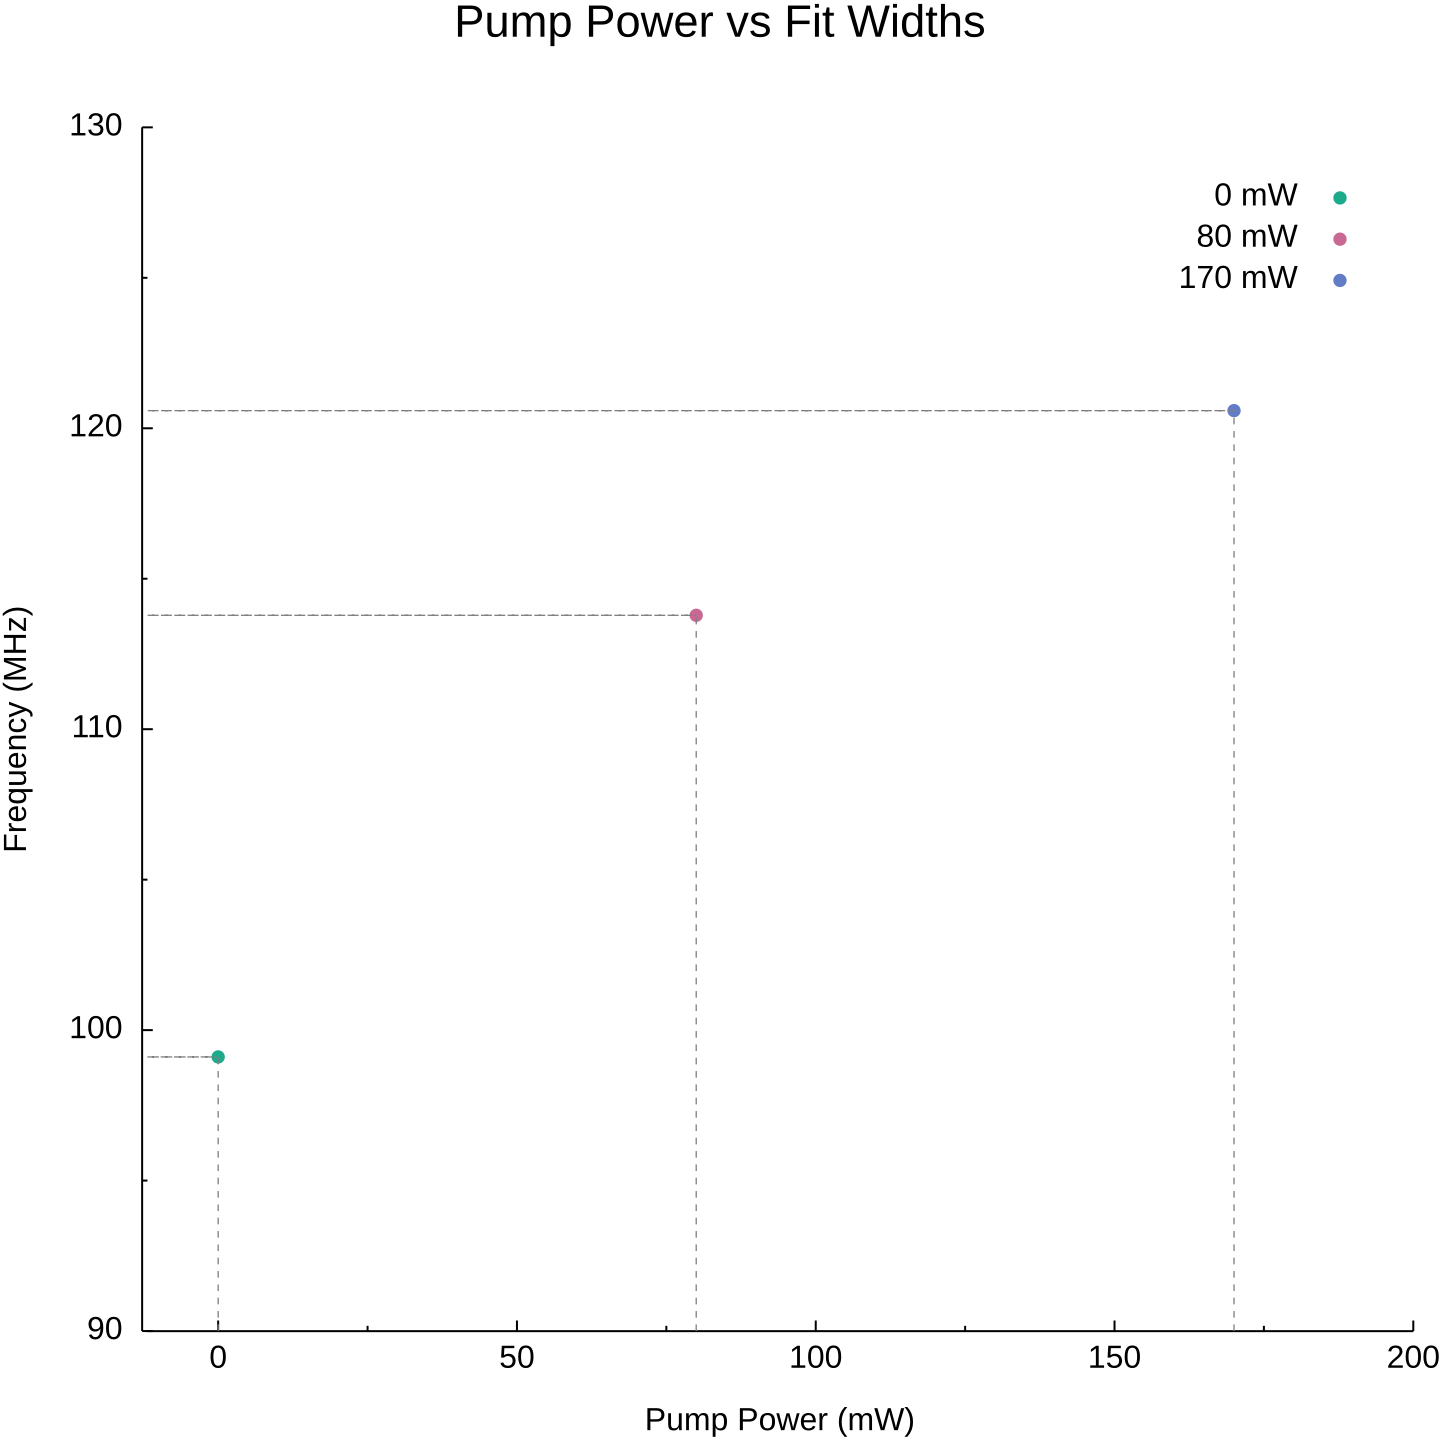 Pump Power vs Fit Widths
130
0 mW
80 mW
170 mW
120
110
Frequency (MHz)
100
90
0 50 100 150 200
Pump Power (mW)